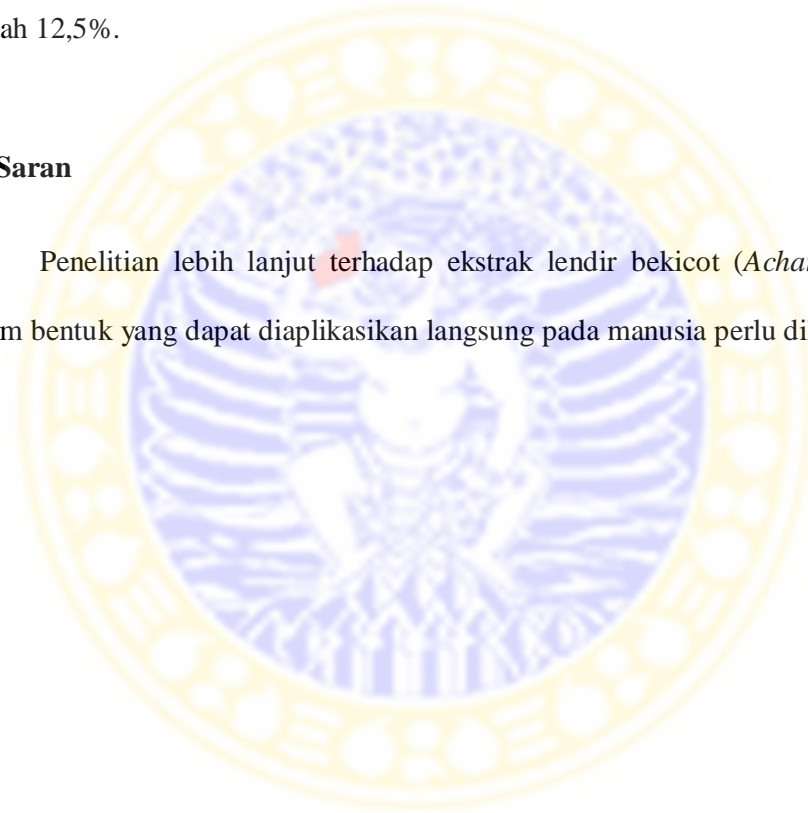 ah 12,5%.
Saran
Penelitian lebih lanjut terhadap ekstrak lendir bekicot (Acha
m bentuk yang dapat diaplikasikan langsung pada manusia perlu di